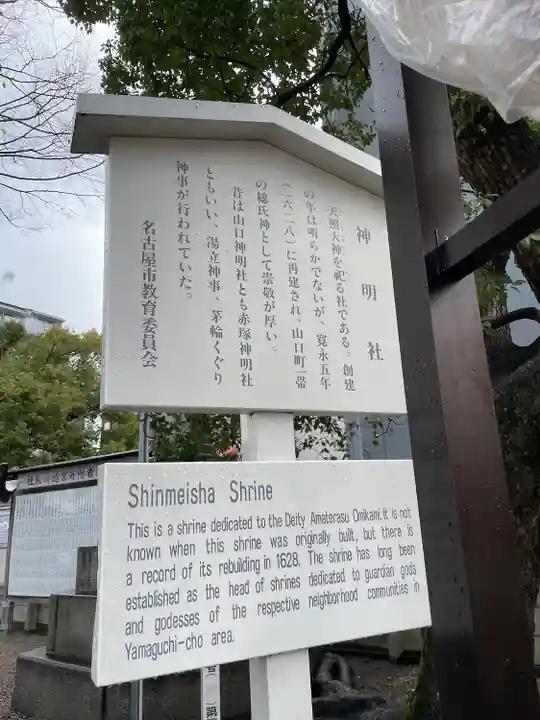 神明社
天照大神を祀る社である。創建
の年は明らかでないが、寛永五年
(一六二八)に再建され、山口町一帯
の総氏神として崇敬が厚い。
昔は山口神明社とも赤塚神明社
ともいい、湯立神事、茅輪くぐり
神事が行われていた。
名古屋市教育委員会
Shinmeisha Shrine
This is a shrine dedicated to the Deity Amaterasu Omikami. It is not
known when this shrine was originally built, but there is
a record of its rebuilding in 1628. The shrine has long been
established as the head of shrines dedicated to guardian gods
and godesses of the respective neighborhood communities in
Yamaguchi-cho area.